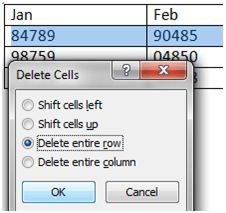 Jan Feb
84789 90485
98759 04850
Delete Cells ?
Shift cells left
Shift cells up
Delete entire row
Delete entire column
OK Cancel